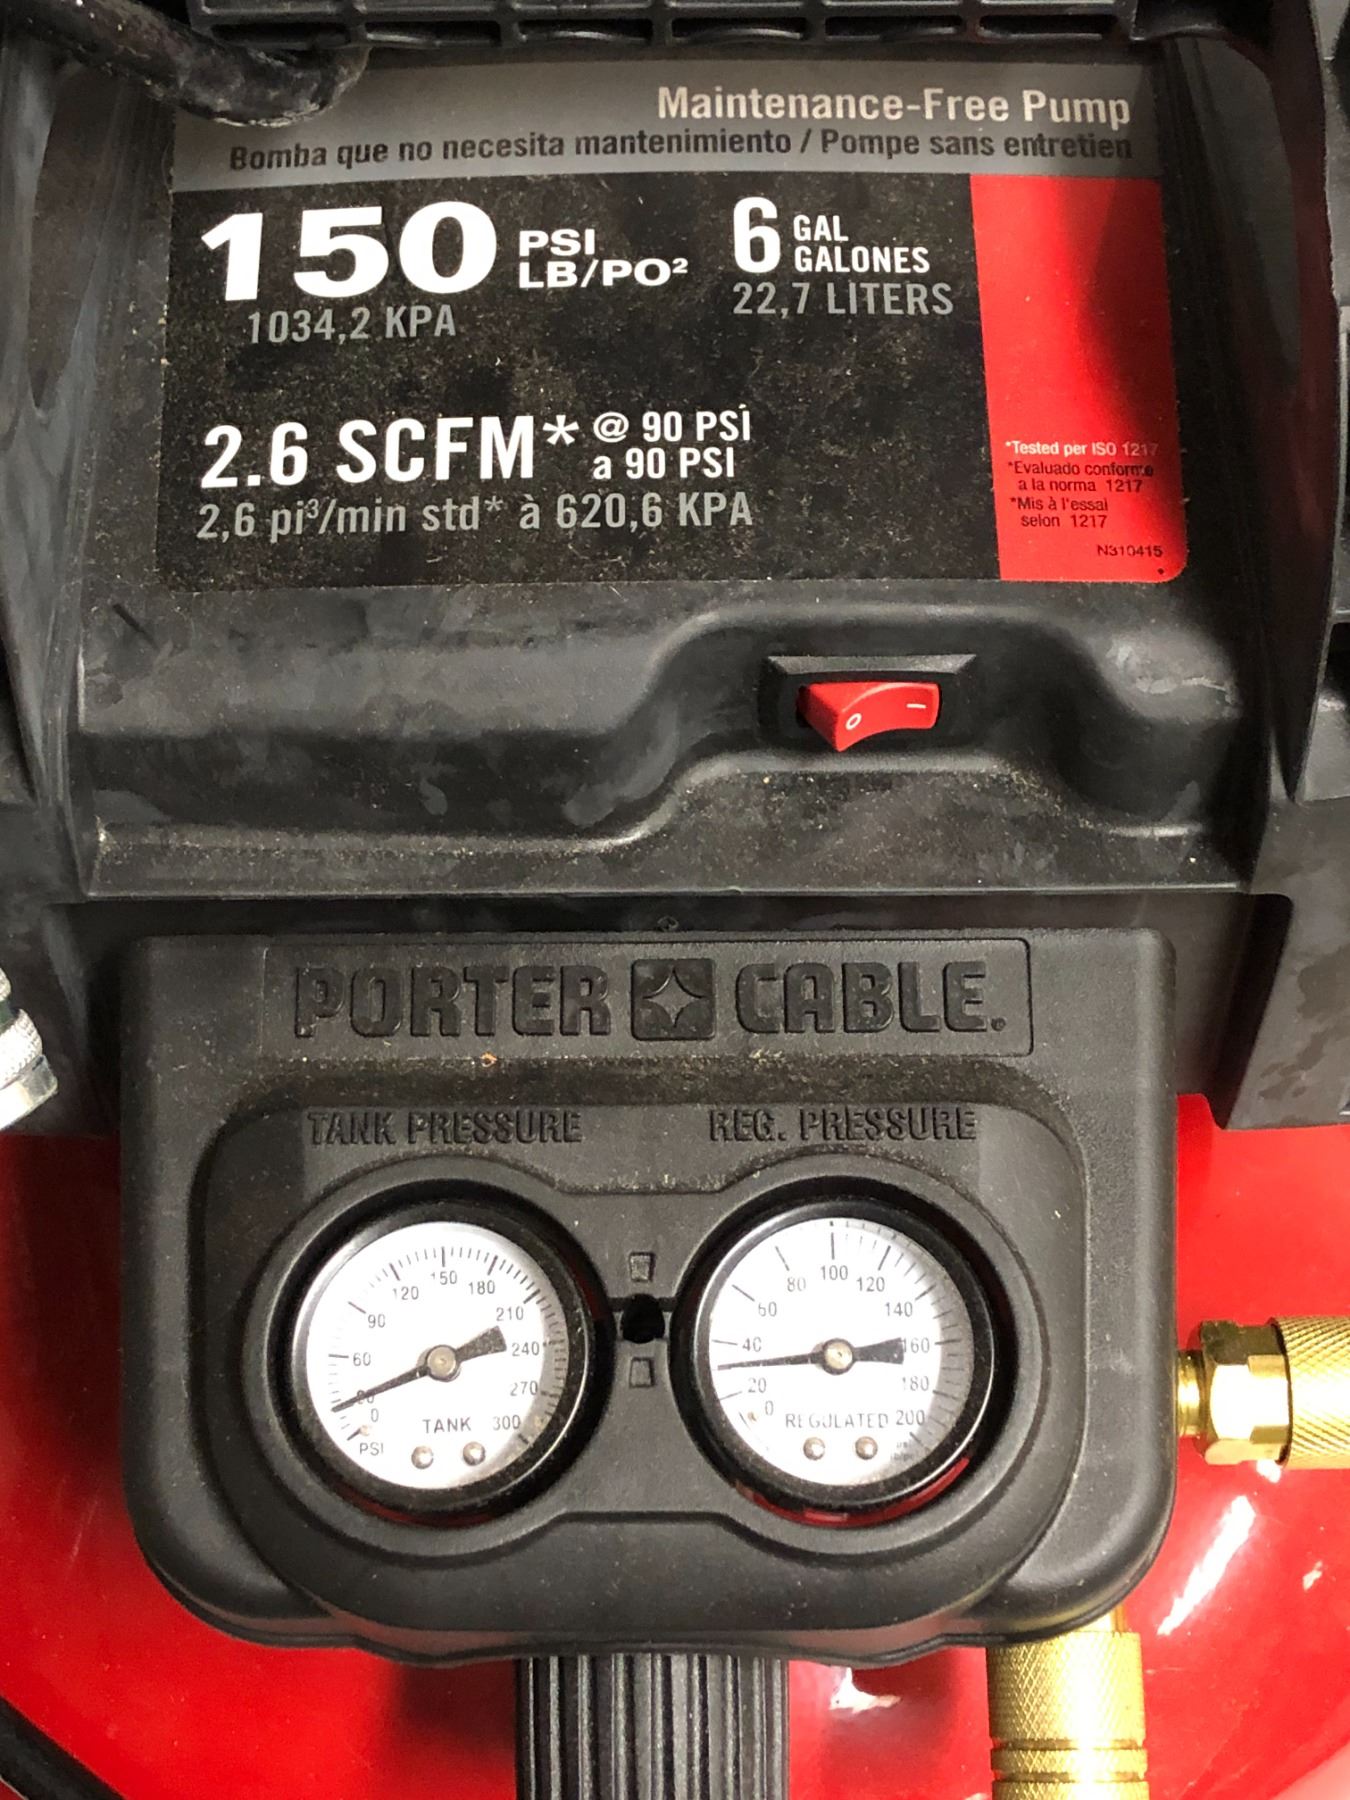 Maintenance-Free Pump
Bomba que no necesita mantenimiento / Pompe sans entretien
150 PSI LB/PO²
1034,2 KPA
6 GAL GALONES
22,7 LITERS
2.6 SCFM* @ 90 PSI
a 90 PSI
2,6 pi³/min std* à 620,6 KPA
*Tested per ISO 1217
*Evaluado conforme
a la norma 1217
*Mis à l'essai
selon 1217
N310415
O —
PORTER CABLE.
TANK PRESSURE
0
60
90
120
150
180
210
240
270
300
TANK
PSI
REG. PRESSURE
0
20
40
60
80
100
120
140
160
180
200
REGULATED